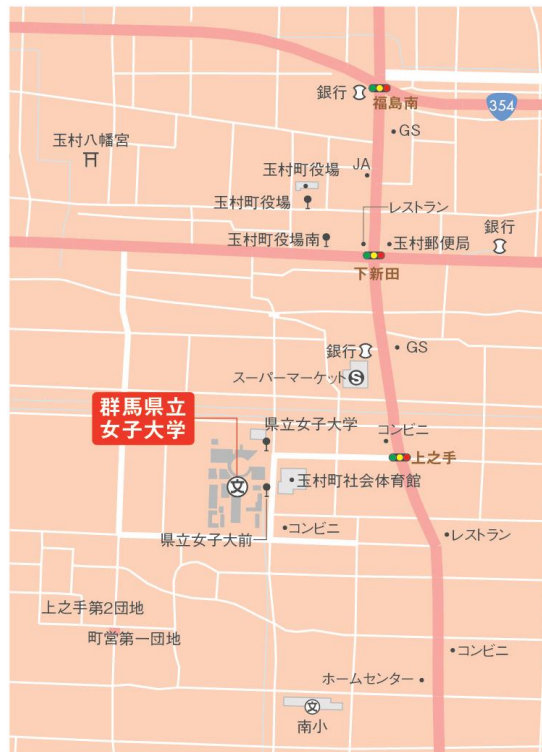 銀行
福島南
354
玉村八幡宮
GS
玉村町役場
JA
玉村町役場
レストラン
玉村町役場南
玉村郵便局
銀行
下新田
銀行
GS
スーパーマーケット
S
群馬県立
女子大学
県立女子大学
コンビニ
上之手
文
玉村町社会体育館
県立女子大前
コンビニ
レストラン
上之手第2団地
町営第一団地
コンビニ
ホームセンター
文
南小